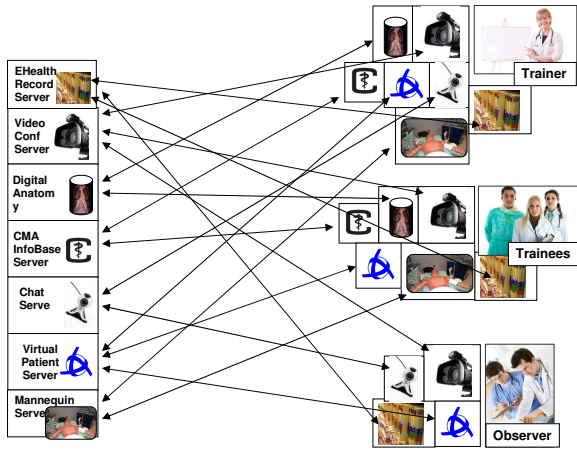 EHealth
Record
Server
Video
Conf
Server
Digital
Anatom
y
CMA
InfoBase
Server
Chat
Serve
Virtual
Patient
Server
Mannequin
Serve
Trainer
Trainees
Observer